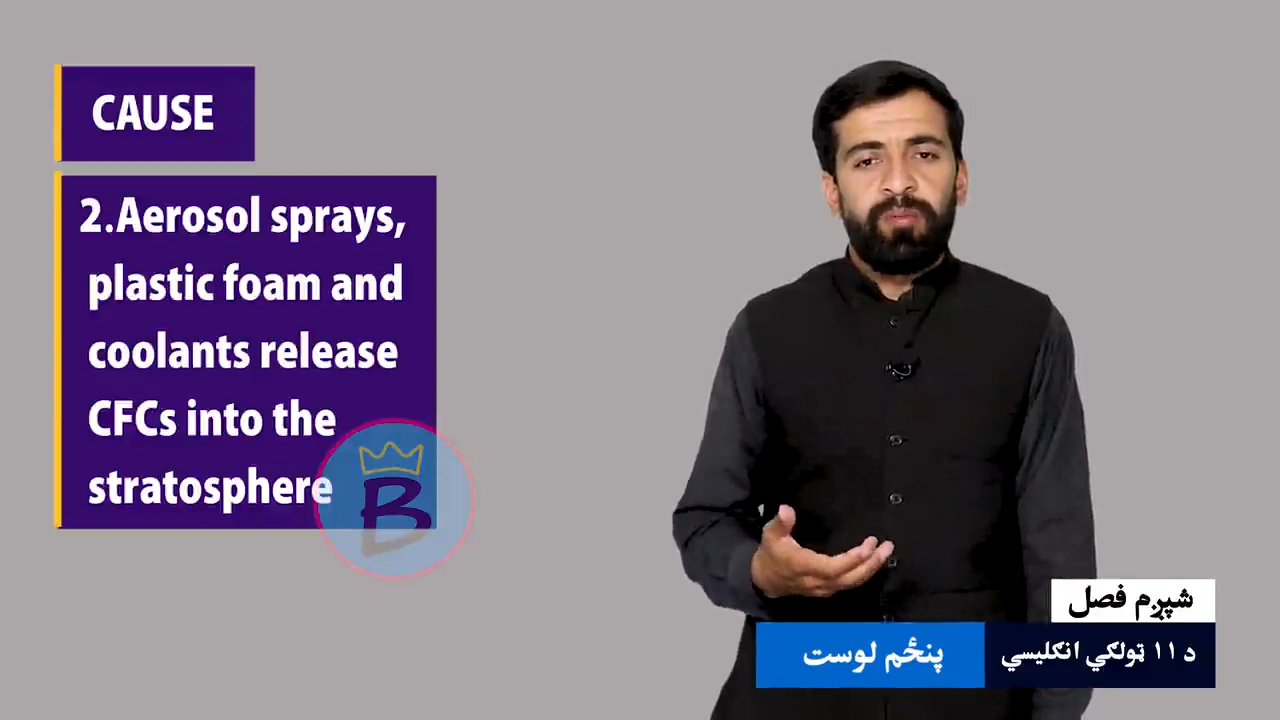 CAUSE
2.Aerosol sprays,
plastic foam and
coolants release
CFCs into the
stratosphere
B
شپږم فصل
د ۱۱ ټولګي انګلیسي
پنځم لوست